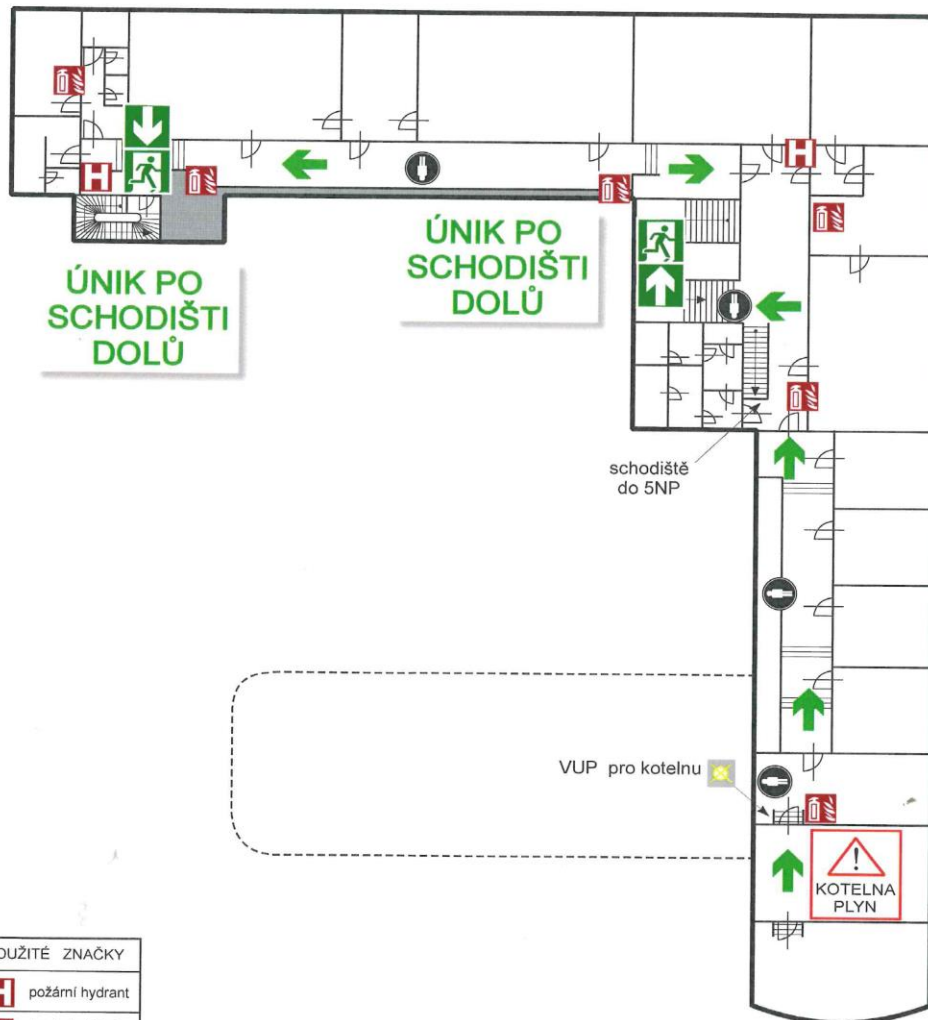 H
H
ÚNIK PO
SCHODIŠTI
DOLŮ
ÚNIK PO
SCHODIŠTI
DOLŮ
schodiště
do 5NP
VUP pro kotelnu
!
KOTELNA
PLYN
OUŽITÉ ZNAČKY
H požární hydrant